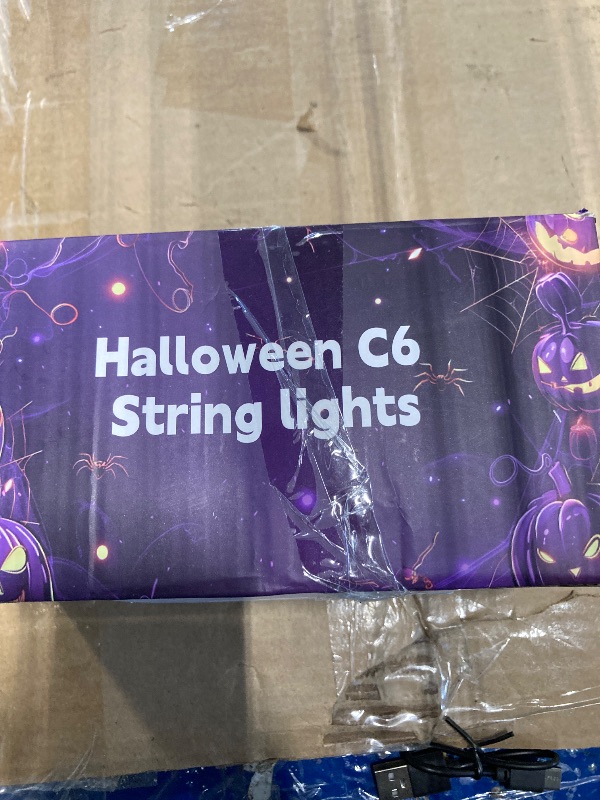 Halloween C6
String lights